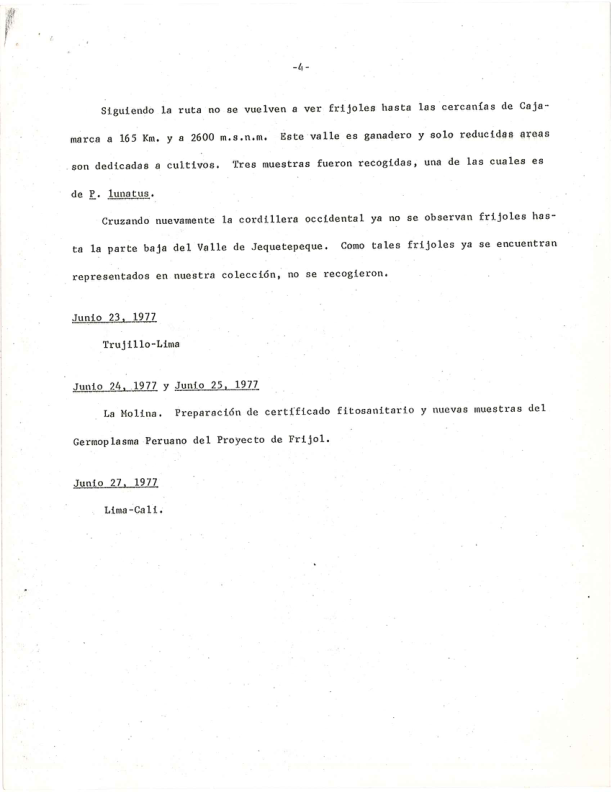 -4-
Siguiendo la ruta no se vuelven a ver frijoles hasta las cercanías de Caja-
marca a 165 Km. y a 2600 m.s.n.m. Este valle es ganadero y solo reducidas areas
son dedicadas a cultivos. Tres muestras fueron recogidas, una de las cuales es
de P. lunatus.
Cruzando nuevamente la cordillera occidental ya no se observan frijoles has-
ta la parte baja del Valle de Jequetepeque. Como tales frijoles ya se encuentran
representados en nuestra colección, no se recogieron.
Junio 23, 1977
Trujillo-Lima
Junio 24, 1977 y Junio 25, 1977
La Molina. Preparación de certificado fitosanitario y nuevas muestras del
Germoplasma Peruano del Proyecto de Frijol.
Junio 27, 1977
Lima-Cali.